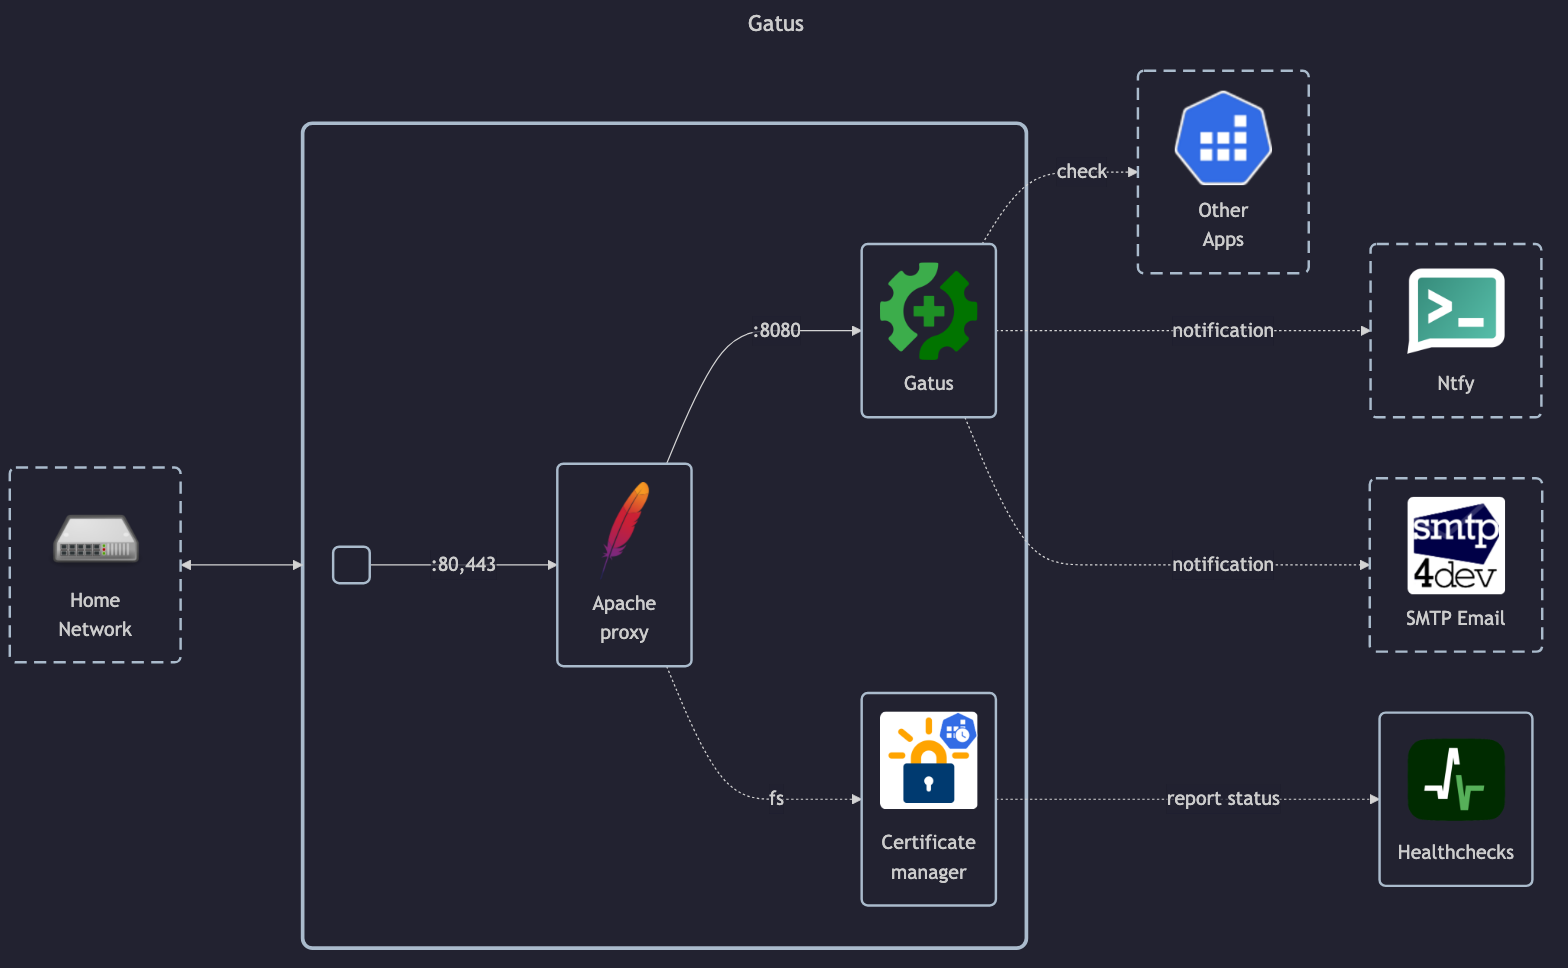 Gatus
check
Other
Apps
:8080
Gatus
notification
>_
Ntfy
Home
Network
:80,443
Apache
proxy
notification
smtp
4dev
SMTP Email
fs
Certificate
manager
report status
Healthchecks